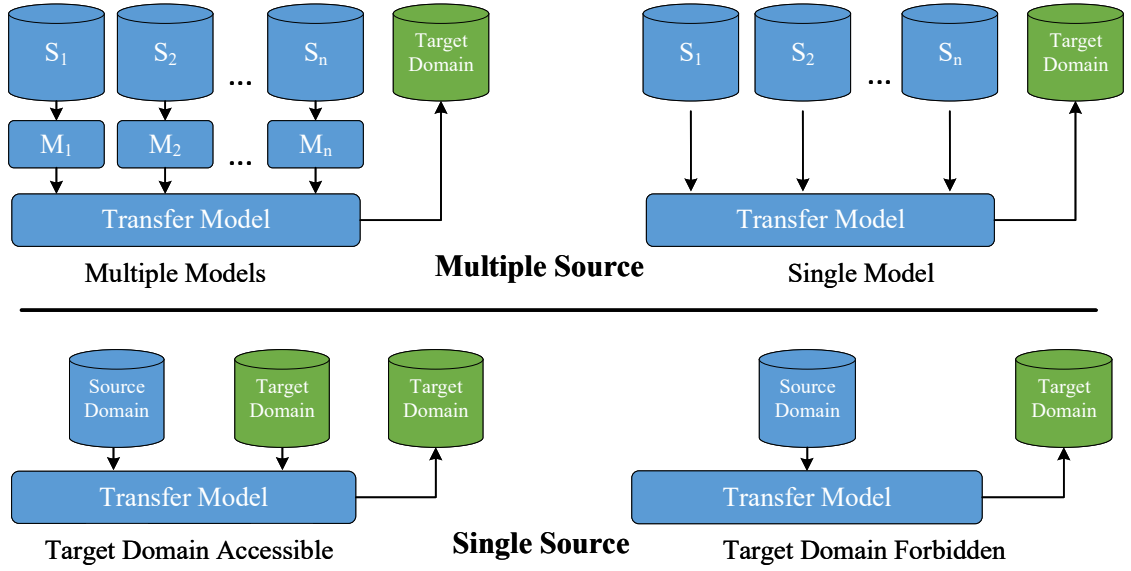 S1
S2
...
Sn
Target
Domain
M1
M2
...
Mn
Transfer Model
Multiple Models
S1
S2
...
Sn
Target
Domain
Transfer Model
Single Model
Multiple Source
Source
Domain
Target
Domain
Target
Domain
Transfer Model
Target Domain Accessible
Source
Domain
Target
Domain
Transfer Model
Target Domain Forbidden
Single Source